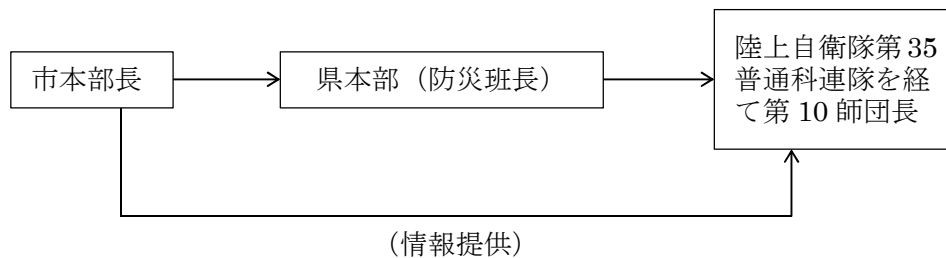 市本部長
県本部（防災班長）
陸上自衛隊第35
普通科連隊を経
て第10師団長
（情報提供）